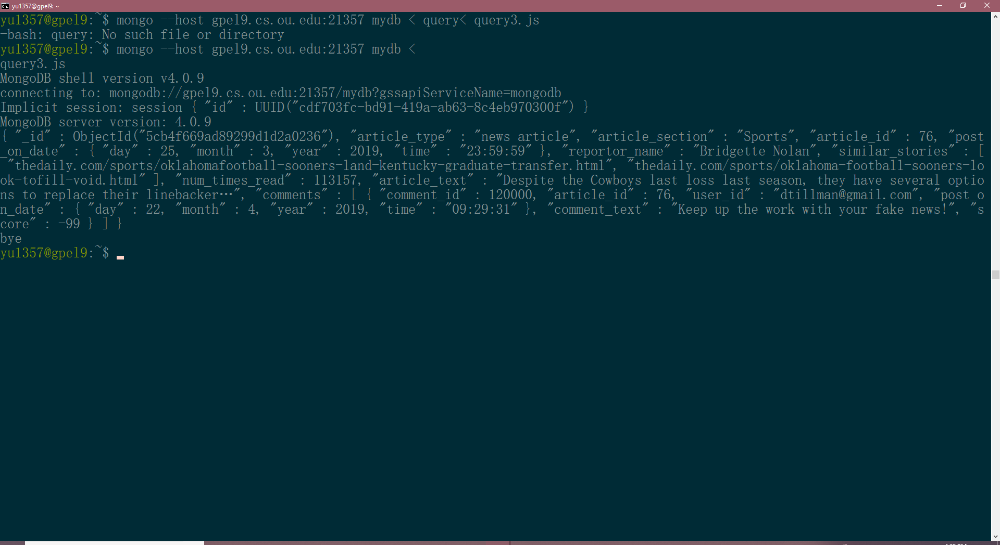 yu1357@gpel9: ~
yu1357@gpel9:~$ mongo --host gpel9.cs.ou.edu:21357 mydb < query< query3.js
-bash: query: No such file or directory
yu1357@gpel9:~$ mongo --host gpel9.cs.ou.edu:21357 mydb <
query3.js
MongoDB shell version v4.0.9
connecting to: mongodb://gpel9.cs.ou.edu:21357/mydb?gssapiServiceName=mongodb
Implicit session: session { "id" : UUID("cdf703fc-bd91-419a-ab63-8c4eb970300f") }
MongoDB server version: 4.0.9
{ "_id" : ObjectId("5cb4f669ad89299d1d2a0236"), "article_type" : "news article", "article_section" : "Sports", "article_id" : 76, "post
_on_date" : { "day" : 25, "month" : 3, "year" : 2019, "time" : "23:59:59" }, "reportor_name" : "Bridgette Nolan", "similar_stories" : [
"thedaily.com/sports/oklahomafootball-sooners-land-kentucky-graduate-transfer.html", "thedaily.com/sports/oklahoma-football-sooners-lo
ok-tofill-void.html" ], "num_times_read" : 113157, "article_text" : "Despite the Cowboys last loss last season, they have several optio
ns to replace their linebacker…", "comments" : [ { "comment_id" : 120000, "article_id" : 76, "user_id" : "dtillman@gmail.com", "post_o
n_date" : { "day" : 22, "month" : 4, "year" : 2019, "time" : "09:29:31" }, "comment_text" : "Keep up the work with your fake news!", "s
core" : -99 } ] }
bye
yu1357@gpel9:~$